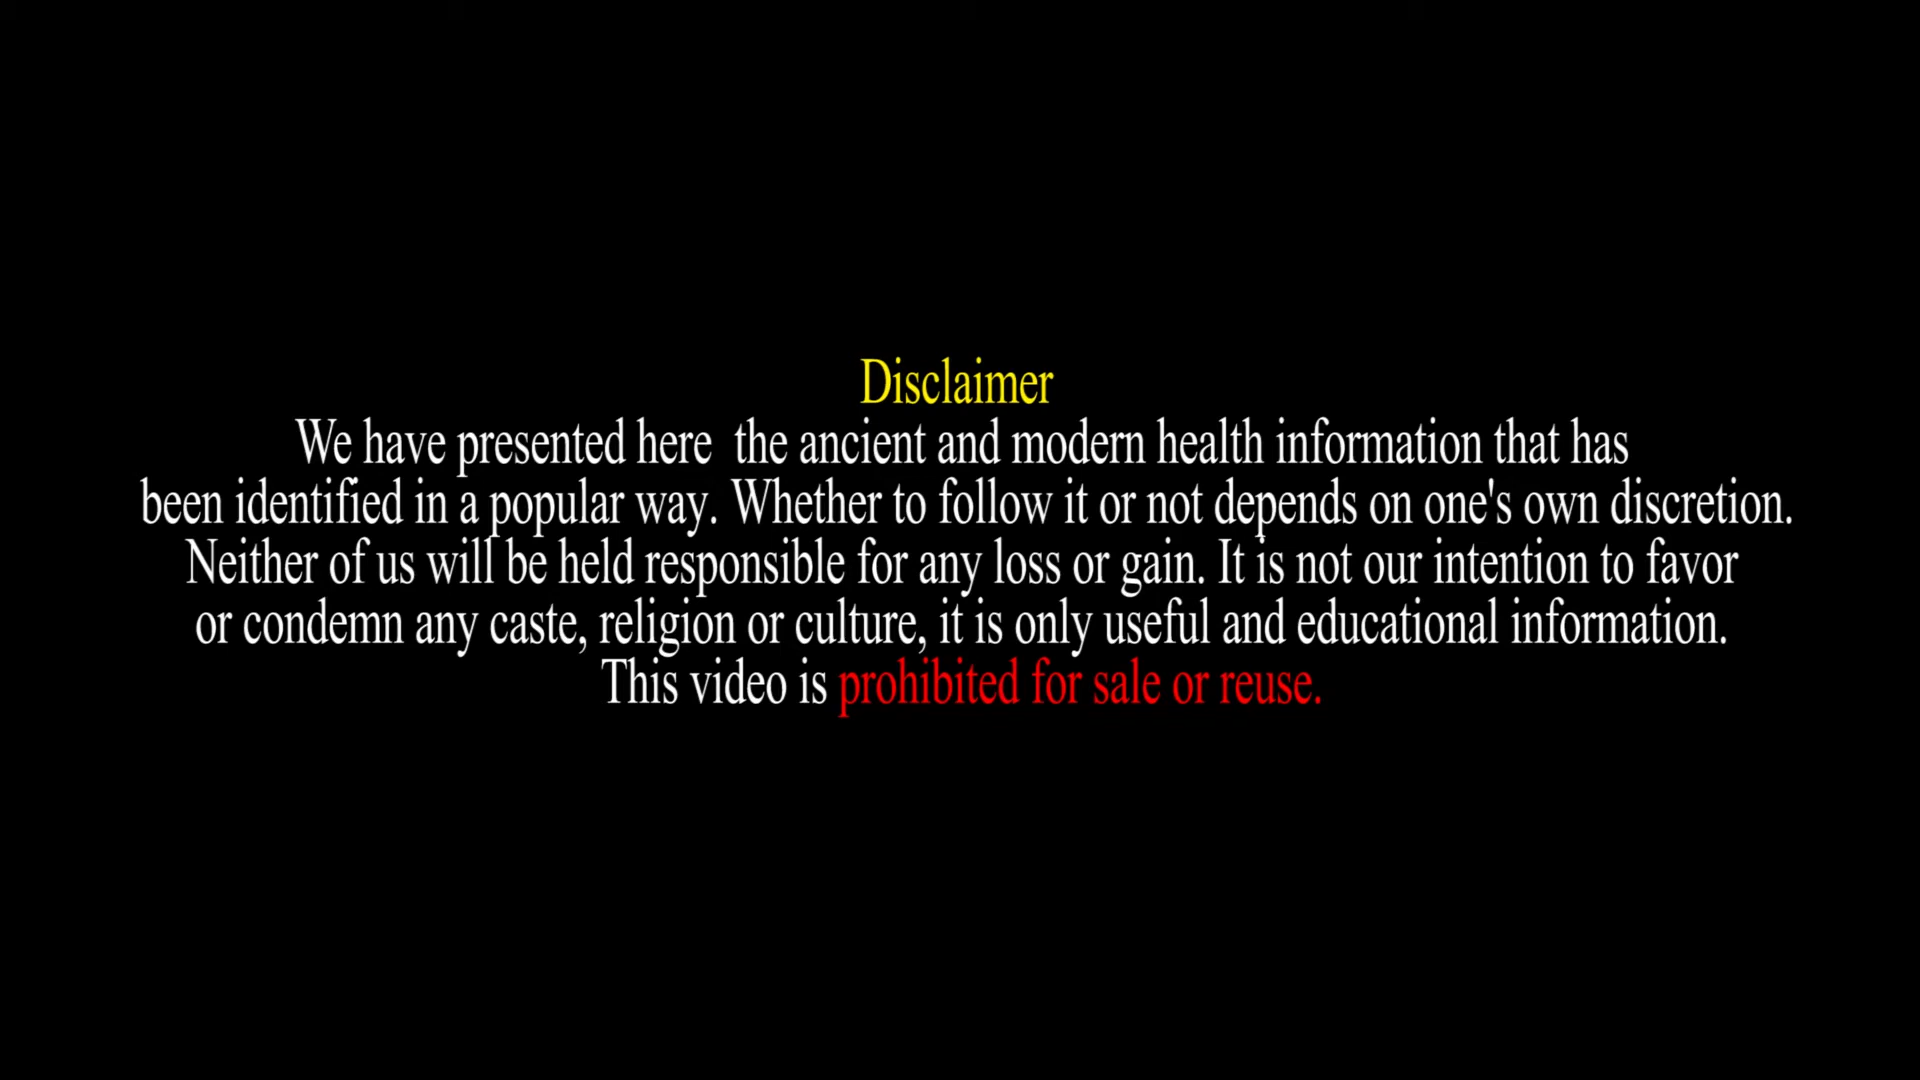 Disclaimer
We have presented here  the ancient and modern health information that has
been identified in a popular way. Whether to follow it or not depends on one's own discretion.
Neither of us will be held responsible for any loss or gain. It is not our intention to favor
or condemn any caste, religion or culture, it is only useful and educational information.
This video is prohibited for sale or reuse.